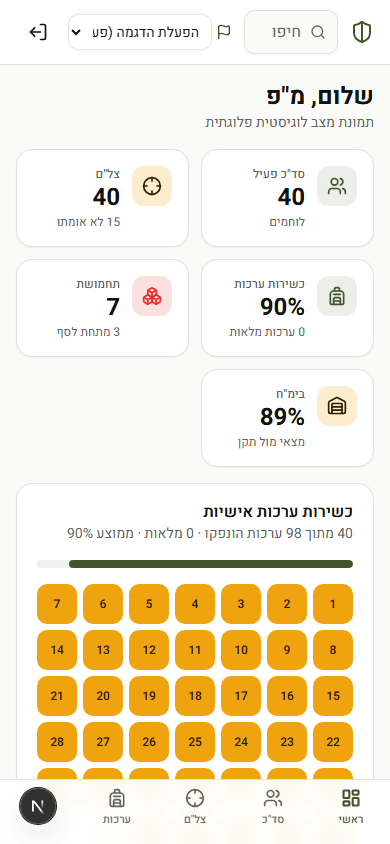 חיפו
הפעלת הדגמה (פע
שלום, מ"פ
תמונת מצב לוגיסטית פלוגתית
סד"כ פעיל
40
לוחמים
צל"ם
40
15 לא אומתו
כשירות ערכות
90%
0 ערכות מלאות
תחמושת
7
3 מתחת לסף
בימ"ח
89%
מצאי מול תקן
כשירות ערכות אישיות
40 מתוך 98 ערכות הונפקו · 0 מלאות · ממוצע 90%
1 2 3 4 5 6 7
8 9 10 11 12 13 14
15 16 17 18 19 20 21
22 23 24 25 26 27 28
ראשי
סד"כ
צל"ם
ערכות
N